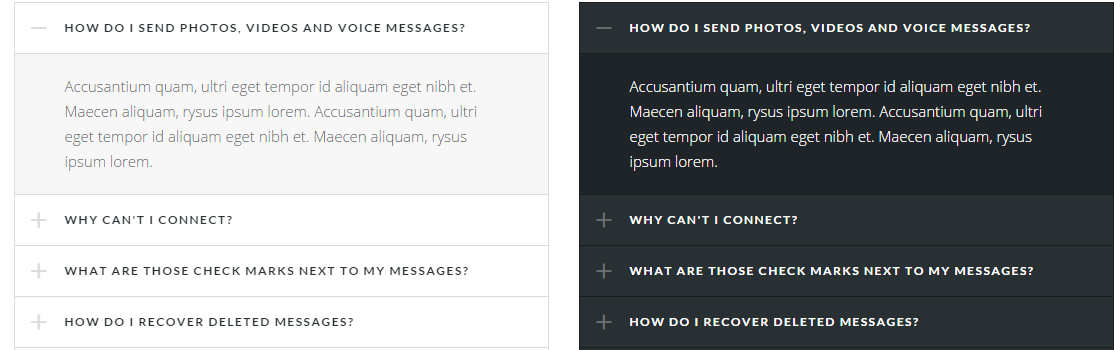 HOW DO I SEND PHOTOS, VIDEOS AND VOICE MESSAGES?
Accusantium quam, ultri eget tempor id aliquam eget nibh et.
Maecen aliquam, rysus ipsum lorem. Accusantium quam, ultri
eget tempor id aliquam eget nibh et. Maecen aliquam, rysus
ipsum lorem.
WHY CAN'T I CONNECT?
WHAT ARE THOSE CHECK MARKS NEXT TO MY MESSAGES?
HOW DO I RECOVER DELETED MESSAGES?
HOW DO I SEND PHOTOS, VIDEOS AND VOICE MESSAGES?
Accusantium quam, ultri eget tempor id aliquam eget nibh et.
Maecen aliquam, rysus ipsum lorem. Accusantium quam, ultri
eget tempor id aliquam eget nibh et. Maecen aliquam, rysus
ipsum lorem.
WHY CAN'T I CONNECT?
WHAT ARE THOSE CHECK MARKS NEXT TO MY MESSAGES?
HOW DO I RECOVER DELETED MESSAGES?